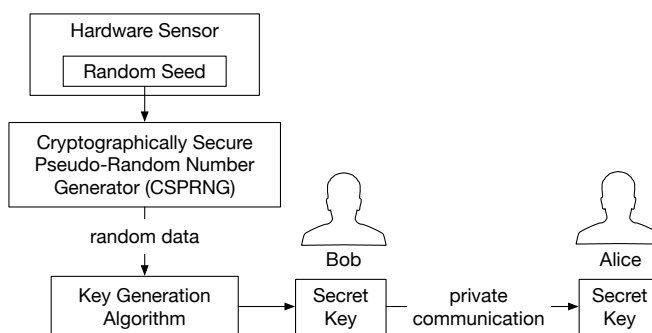 Hardware Sensor
Random Seed
Cryptographically Secure
Pseudo-Random Number
Generator (CSPRNG)
random data
Key Generation
Algorithm
Bob
Secret
Key
private
communication
Alice
Secret
Key